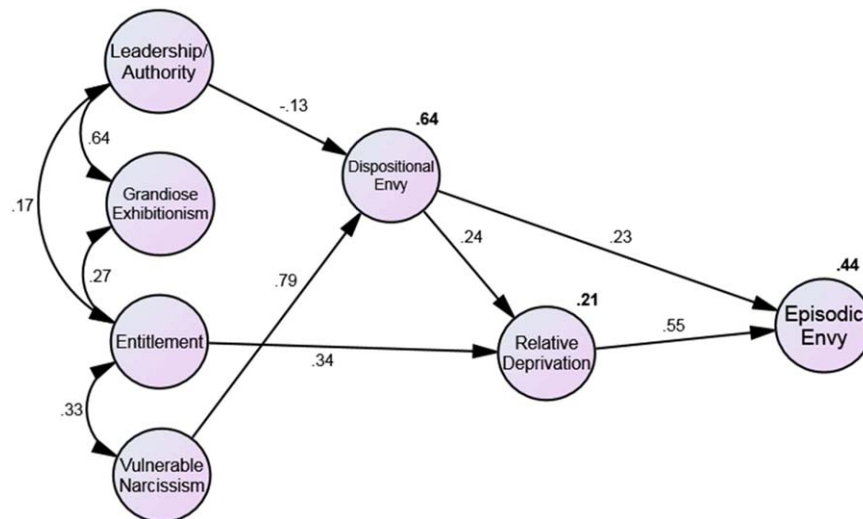 Leadership/
Authority
-.13
.64
.64
Dispositional
Envy
Grandiose
Exhibitionism
.17
.24
.23
.27
.79
.21
.44
Entitlement
Relative
Deprivation
.55
Episodic
Envy
.34
.33
Vulnerable
Narcissism